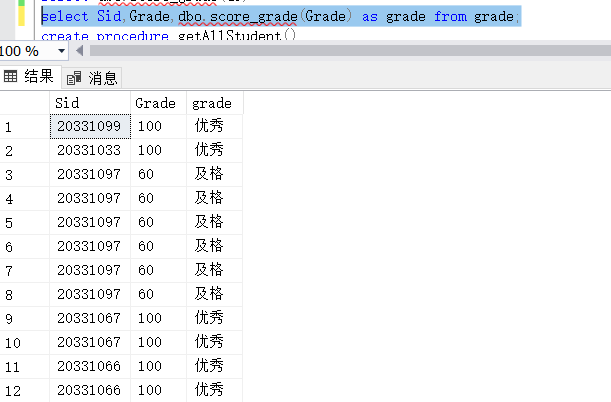 select Sid,Grade,dbo.score_grade(Grade) as grade from grade;
create procedure getAllStudent()
100 %
结果 消息
Sid Grade grade
1 20331099 100 优秀
2 20331033 100 优秀
3 20331097 60 及格
4 20331097 60 及格
5 20331097 60 及格
6 20331097 60 及格
7 20331097 60 及格
8 20331097 60 及格
9 20331067 100 优秀
10 20331067 100 优秀
11 20331066 100 优秀
12 20331066 100 优秀